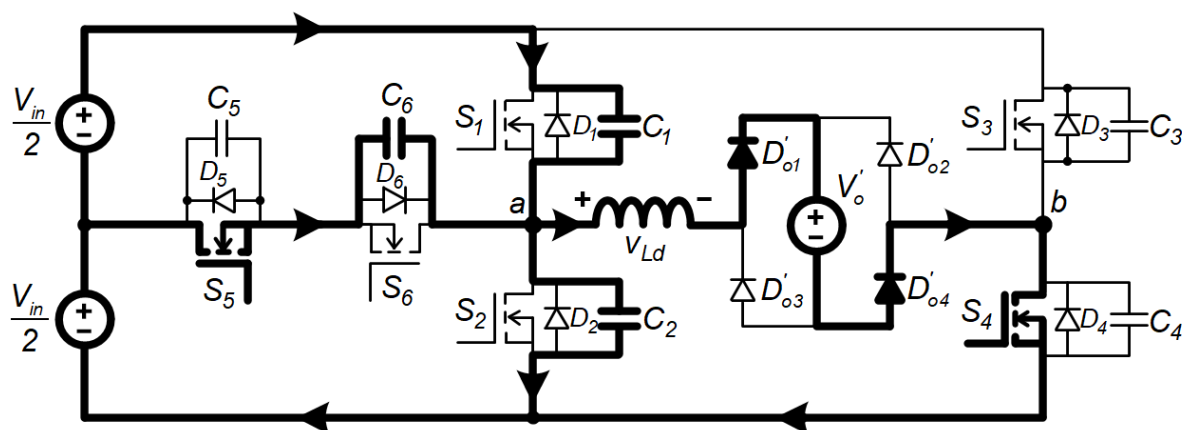 V_in/2
C_5
D_5
S_5
C_6
D_6
S_6
S_1
D_1
C_1
a
+ v_Ld −
S_2
D_2
C_2
D'_o1
D'_o2
V'_o
D'_o3
D'_o4
S_3
D_3
C_3
b
S_4
D_4
C_4
V_in/2